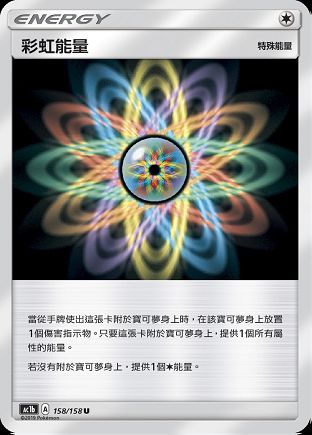 ENERGY
彩虹能量
特殊能量
當從手牌使出這張卡附於寶可夢身上時，在該寶可夢身上放置
1個傷害指示物。只要這張卡附於寶可夢身上，提供1個所有屬
性的能量。
若沒有附於寶可夢身上，提供1個能量。
AC1b A 158/158 U
©2019 Pokémon